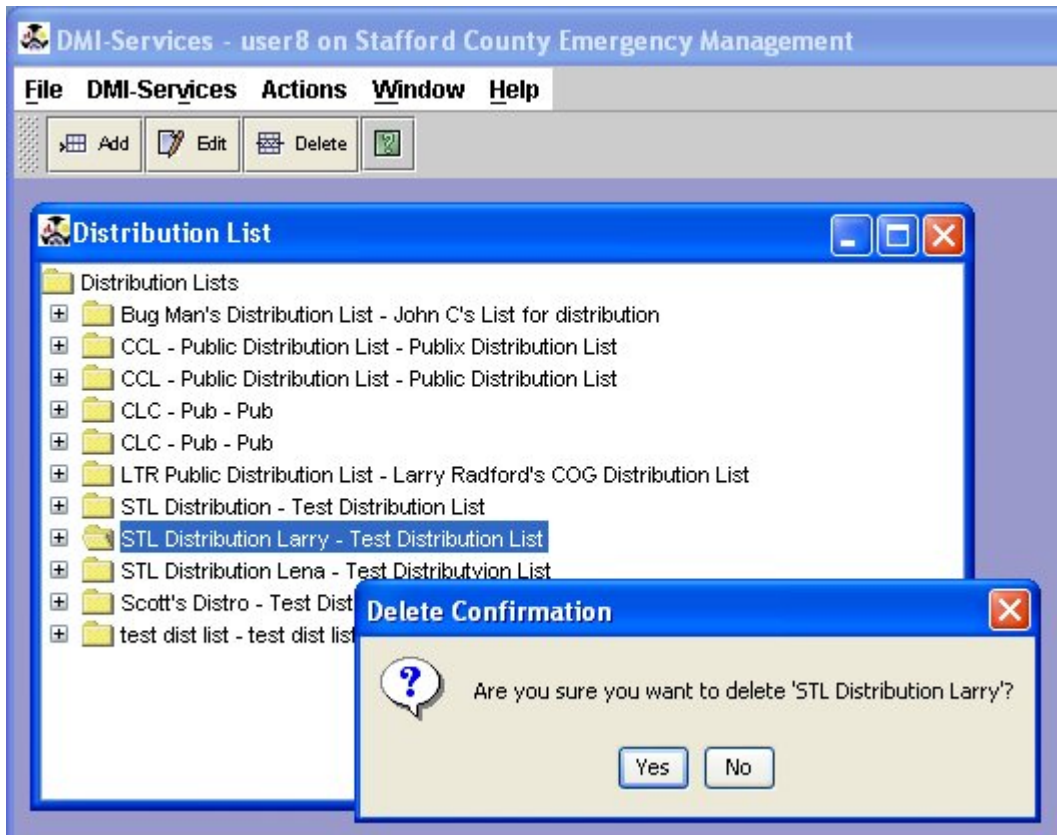 DMI-Services - user8 on Stafford County Emergency Management
File DMI-Services Actions Window Help
Add Edit Delete ?
Distribution List
Distribution Lists
Bug Man's Distribution List - John C's List for distribution
CCL - Public Distribution List - Publix Distribution List
CCL - Public Distribution List - Public Distribution List
CLC - Pub - Pub
CLC - Pub - Pub
LTR Public Distribution List - Larry Radford's COG Distribution List
STL Distribution - Test Distribution List
STL Distribution Larry - Test Distribution List
STL Distribution Lena - Test Distributvion List
Scott's Distro - Test Dist
test dist list - test dist list
Delete Confirmation
? Are you sure you want to delete 'STL Distribution Larry'?
Yes No